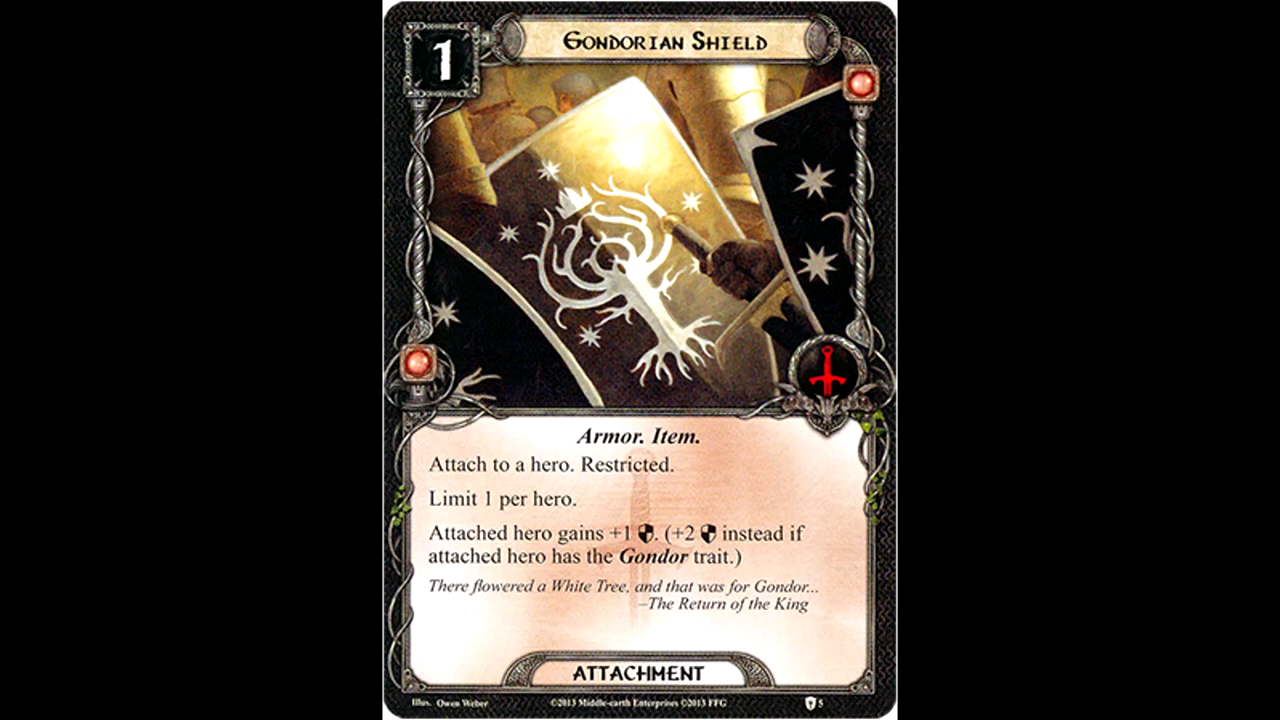 1
Gondorian Shield
Armor. Item.
Attach to a hero. Restricted.
Limit 1 per hero.
Attached hero gains +1 . (+2 instead if
attached hero has the Gondor trait.)
There flowered a White Tree, and that was for Gondor...
–The Return of the King
ATTACHMENT
Illus. Owen Weber ©2013 Middle-earth Enterprises ©2013 FFG 5